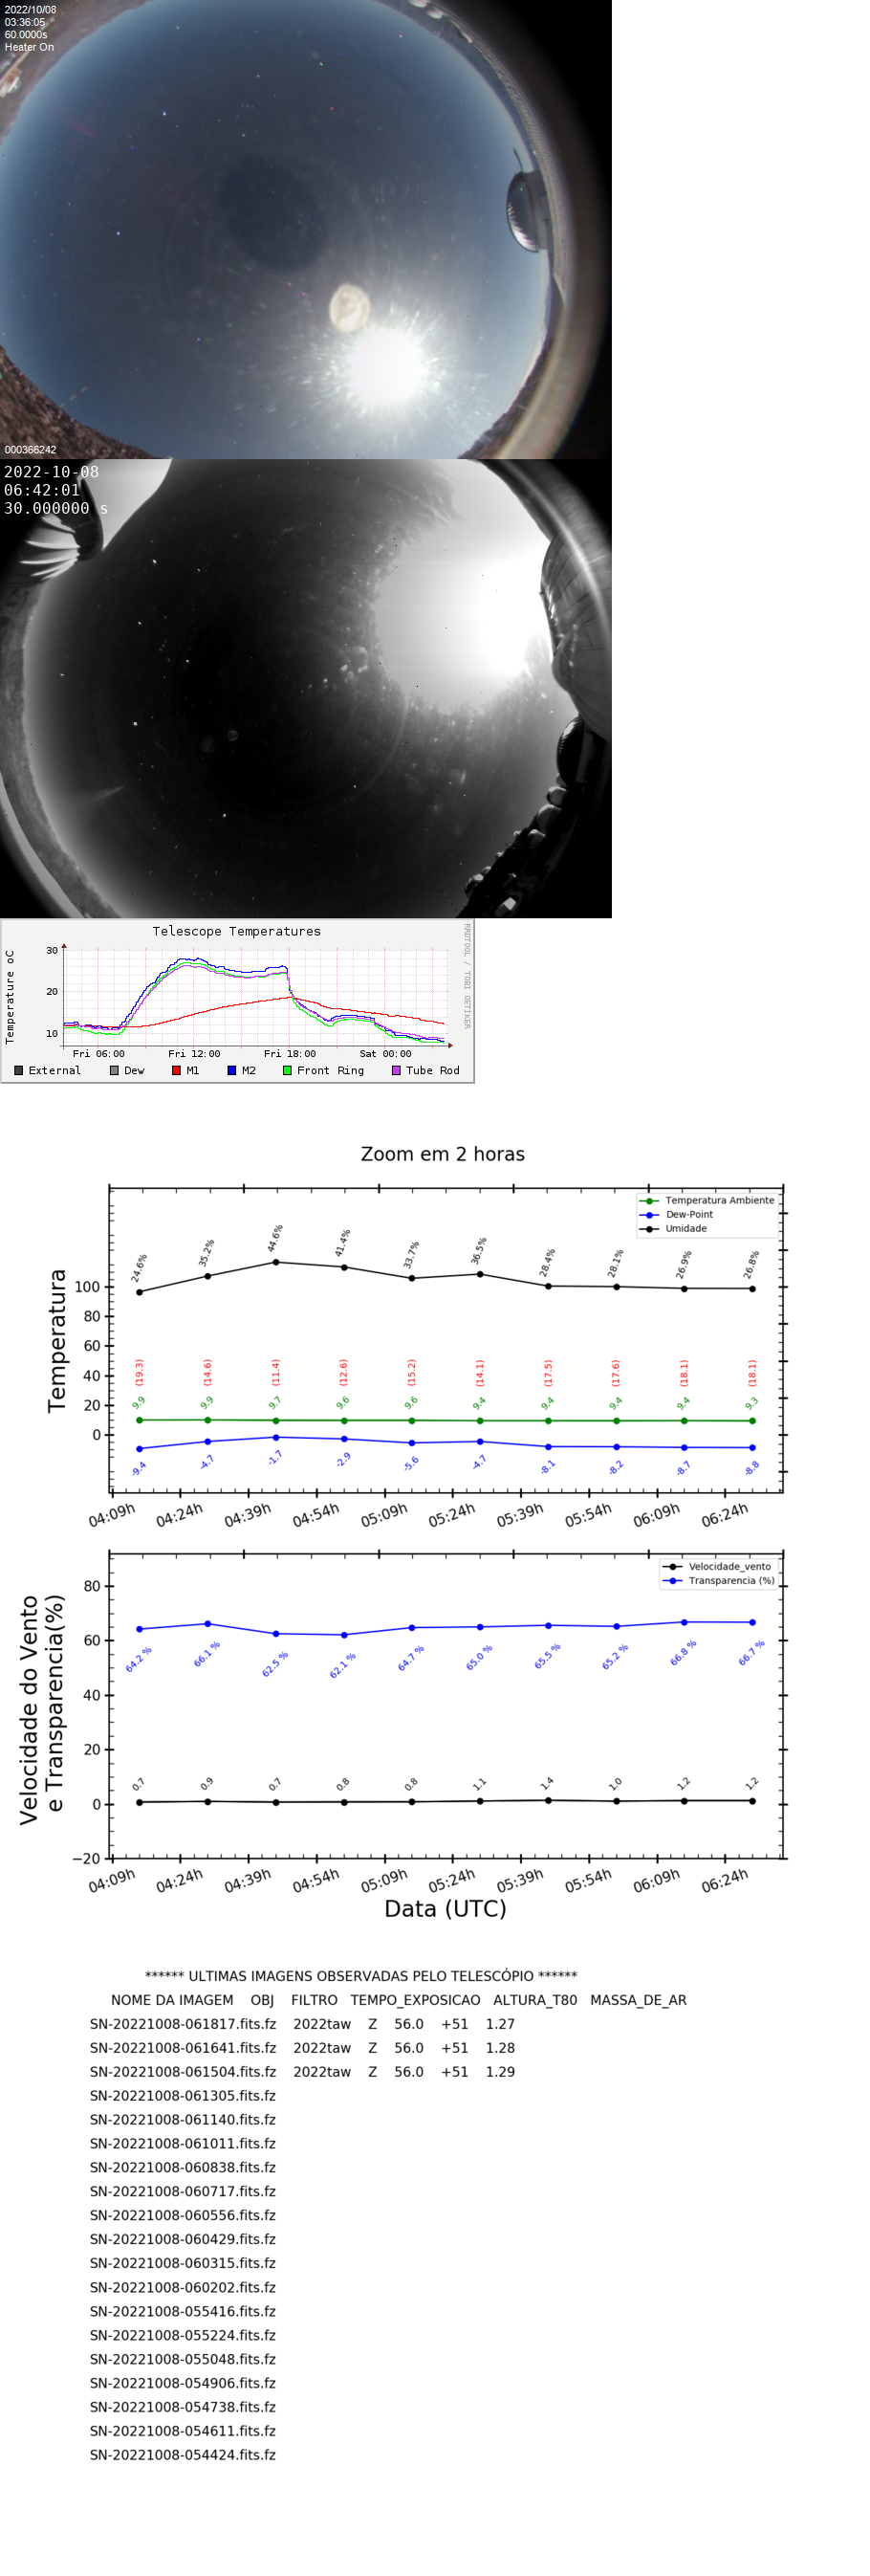 2022/10/08
03:36:05
60.0000s
Heater On
000366242
2022-10-08
06:42:01
30.000000 s
Telescope Temperatures
RRDTOOL / TOBI OETIKER
Temperature oC
30
20
10
Fri 06:00 Fri 12:00 Fri 18:00 Sat 00:00
External Dew M1 M2 Front Ring Tube Rod
Zoom em 2 horas
Temperatura Ambiente
Dew-Point
Umidade
Temperatura
24.6% 35.2% 44.6% 41.4% 33.7% 36.5% 28.4% 28.1% 26.9% 26.8%
100
80
60
40
20
0
(19.3) (14.6) (11.4) (12.6) (15.2) (14.1) (17.5) (17.6) (18.1) (18.1)
9.9 9.9 9.7 9.6 9.6 9.4 9.4 9.4 9.4 9.3
-9.4 -4.7 -1.7 -2.9 -5.6 -4.7 -8.1 -8.2 -8.7 -8.8
04:09h 04:24h 04:39h 04:54h 05:09h 05:24h 05:39h 05:54h 06:09h 06:24h
Velocidade_vento
Transparencia (%)
Velocidade do Vento
e Transparencia(%)
80
60
40
20
0
−20
64.2 % 66.1 % 62.5 % 62.1 % 64.7 % 65.0 % 65.5 % 65.2 % 66.8 % 66.7 %
0.7 0.9 0.7 0.8 0.8 1.1 1.4 1.0 1.2 1.2
04:09h 04:24h 04:39h 04:54h 05:09h 05:24h 05:39h 05:54h 06:09h 06:24h
Data (UTC)
****** ULTIMAS IMAGENS OBSERVADAS PELO TELESCÓPIO ******
NOME DA IMAGEM OBJ FILTRO TEMPO_EXPOSICAO ALTURA_T80 MASSA_DE_AR
SN-20221008-061817.fits.fz 2022taw Z 56.0 +51 1.27
SN-20221008-061641.fits.fz 2022taw Z 56.0 +51 1.28
SN-20221008-061504.fits.fz 2022taw Z 56.0 +51 1.29
SN-20221008-061305.fits.fz
SN-20221008-061140.fits.fz
SN-20221008-061011.fits.fz
SN-20221008-060838.fits.fz
SN-20221008-060717.fits.fz
SN-20221008-060556.fits.fz
SN-20221008-060429.fits.fz
SN-20221008-060315.fits.fz
SN-20221008-060202.fits.fz
SN-20221008-055416.fits.fz
SN-20221008-055224.fits.fz
SN-20221008-055048.fits.fz
SN-20221008-054906.fits.fz
SN-20221008-054738.fits.fz
SN-20221008-054611.fits.fz
SN-20221008-054424.fits.fz